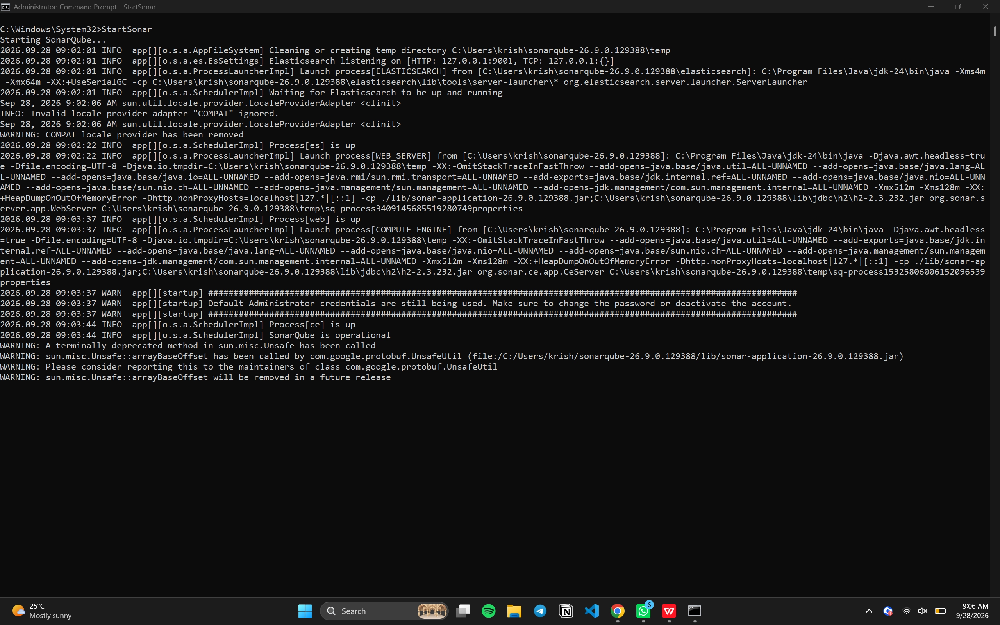 Administrator: Command Prompt - StartSonar
C:\Windows\System32>StartSonar
Starting SonarQube...
2026.09.28 09:02:01 INFO  app[][o.s.a.AppFileSystem] Cleaning or creating temp directory C:\Users\krish\sonarqube-26.9.0.129388\temp
2026.09.28 09:02:01 INFO  app[][o.s.a.es.EsSettings] Elasticsearch listening on [HTTP: 127.0.0.1:9001, TCP: 127.0.0.1:{}]
2026.09.28 09:02:01 INFO  app[][o.s.a.ProcessLauncherImpl] Launch process[ELASTICSEARCH] from [C:\Users\krish\sonarqube-26.9.0.129388\elasticsearch]: C:\Program Files\Java\jdk-24\bin\java -Xms4m
 -Xmx64m -XX:+UseSerialGC -cp C:\Users\krish\sonarqube-26.9.0.129388\elasticsearch\lib\tools\server-launcher\* org.elasticsearch.server.launcher.ServerLauncher
2026.09.28 09:02:01 INFO  app[][o.s.a.SchedulerImpl] Waiting for Elasticsearch to be up and running
Sep 28, 2026 9:02:06 AM sun.util.locale.provider.LocaleProviderAdapter <clinit>
INFO: Invalid locale provider adapter "COMPAT" ignored.
Sep 28, 2026 9:02:06 AM sun.util.locale.provider.LocaleProviderAdapter <clinit>
WARNING: COMPAT locale provider has been removed
2026.09.28 09:02:22 INFO  app[][o.s.a.SchedulerImpl] Process[es] is up
2026.09.28 09:02:22 INFO  app[][o.s.a.ProcessLauncherImpl] Launch process[WEB_SERVER] from [C:\Users\krish\sonarqube-26.9.0.129388]: C:\Program Files\Java\jdk-24\bin\java -Djava.awt.headless=tru
e -Dfile.encoding=UTF-8 -Djava.io.tmpdir=C:\Users\krish\sonarqube-26.9.0.129388\temp -XX:-OmitStackTraceInFastThrow --add-opens=java.base/java.util=ALL-UNNAMED --add-opens=java.base/java.lang=AL
L-UNNAMED --add-opens=java.base/java.io=ALL-UNNAMED --add-opens=java.rmi/sun.rmi.transport=ALL-UNNAMED --add-exports=java.base/jdk.internal.ref=ALL-UNNAMED --add-opens=java.base/java.nio=ALL-UNN
AMED --add-opens=java.base/sun.nio.ch=ALL-UNNAMED --add-opens=java.management/sun.management=ALL-UNNAMED --add-opens=jdk.management/com.sun.management.internal=ALL-UNNAMED -Xmx512m -Xms128m -XX:
+HeapDumpOnOutOfMemoryError -Dhttp.nonProxyHosts=localhost|127.*|[::1] -cp ./lib/sonar-application-26.9.0.129388.jar;C:\Users\krish\sonarqube-26.9.0.129388\lib\jdbc\h2\h2-2.3.232.jar org.sonar.s
erver.app.WebServer C:\Users\krish\sonarqube-26.9.0.129388\temp\sq-process3409145685519280749properties
2026.09.28 09:03:37 INFO  app[][o.s.a.SchedulerImpl] Process[web] is up
2026.09.28 09:03:37 INFO  app[][o.s.a.ProcessLauncherImpl] Launch process[COMPUTE_ENGINE] from [C:\Users\krish\sonarqube-26.9.0.129388]: C:\Program Files\Java\jdk-24\bin\java -Djava.awt.headless
=true -Dfile.encoding=UTF-8 -Djava.io.tmpdir=C:\Users\krish\sonarqube-26.9.0.129388\temp -XX:-OmitStackTraceInFastThrow --add-opens=java.base/java.util=ALL-UNNAMED --add-exports=java.base/jdk.in
ternal.ref=ALL-UNNAMED --add-opens=java.base/java.lang=ALL-UNNAMED --add-opens=java.base/java.nio=ALL-UNNAMED --add-opens=java.base/sun.nio.ch=ALL-UNNAMED --add-opens=java.management/sun.managem
ent=ALL-UNNAMED --add-opens=jdk.management/com.sun.management.internal=ALL-UNNAMED -Xmx512m -Xms128m -XX:+HeapDumpOnOutOfMemoryError -Dhttp.nonProxyHosts=localhost|127.*|[::1] -cp ./lib/sonar-ap
plication-26.9.0.129388.jar;C:\Users\krish\sonarqube-26.9.0.129388\lib\jdbc\h2\h2-2.3.232.jar org.sonar.ce.app.CeServer C:\Users\krish\sonarqube-26.9.0.129388\temp\sq-process15325806006152096539
properties
2026.09.28 09:03:37 WARN  app[][startup] ####################################################################################################################
2026.09.28 09:03:37 WARN  app[][startup] Default Administrator credentials are still being used. Make sure to change the password or deactivate the account.
2026.09.28 09:03:37 WARN  app[][startup] ####################################################################################################################
2026.09.28 09:03:44 INFO  app[][o.s.a.SchedulerImpl] Process[ce] is up
2026.09.28 09:03:44 INFO  app[][o.s.a.SchedulerImpl] SonarQube is operational
WARNING: A terminally deprecated method in sun.misc.Unsafe has been called
WARNING: sun.misc.Unsafe::arrayBaseOffset has been called by com.google.protobuf.UnsafeUtil (file:/C:/Users/krish/sonarqube-26.9.0.129388/lib/sonar-application-26.9.0.129388.jar)
WARNING: Please consider reporting this to the maintainers of class com.google.protobuf.UnsafeUtil
WARNING: sun.misc.Unsafe::arrayBaseOffset will be removed in a future release
25°C
Mostly sunny
Search
6
9:06 AM
9/28/2026